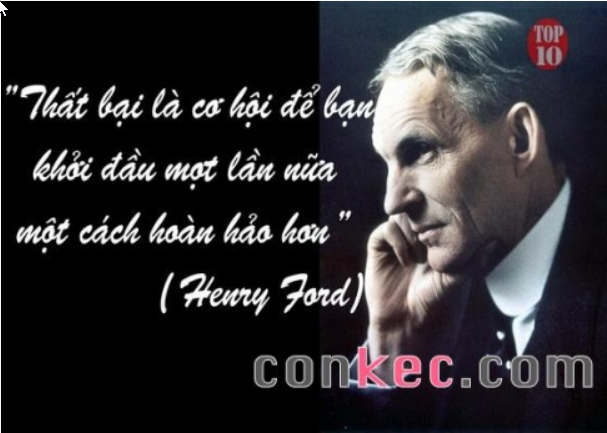 TOP
10
"Thất bại là cơ hội để bạn
khởi đầu mọt lần nữa
một cách hoàn hảo hơn"
( Henry Ford)
conkec.com